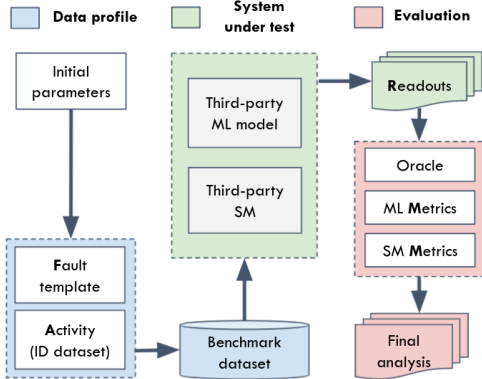 Data profile
System
under test
Evaluation
Initial
parameters
Fault
template
Activity
(ID dataset)
Benchmark
dataset
Third-party
ML model
Third-party
SM
Readouts
Oracle
ML Metrics
SM Metrics
Final
analysis